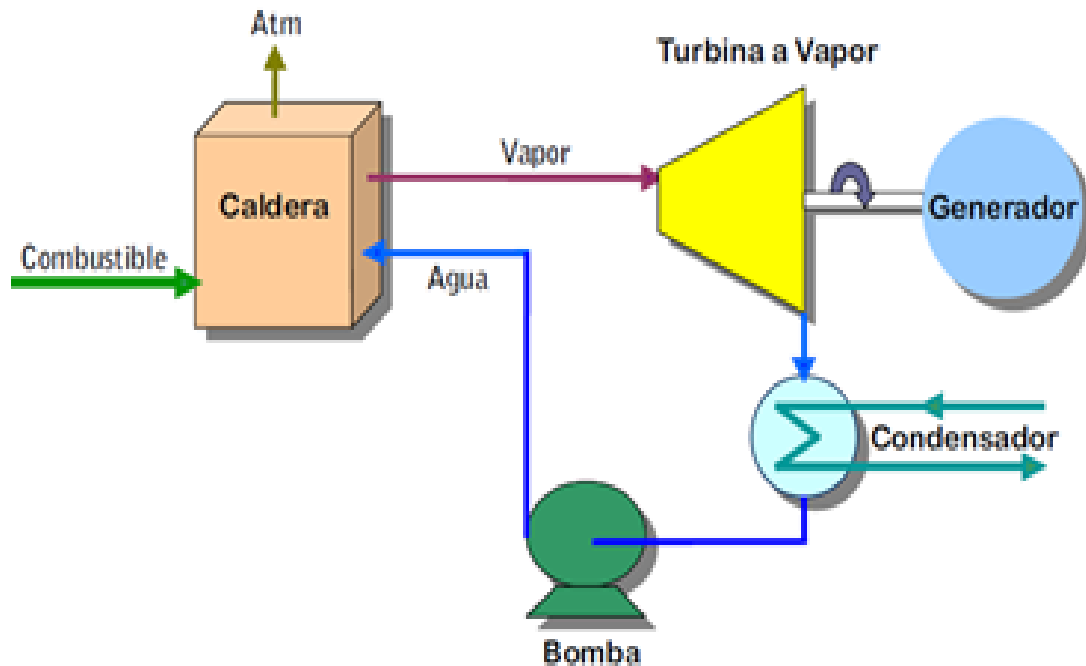 Atm
Turbina a Vapor
Vapor
Caldera
Generador
Combustible
Agua
Condensador
Bomba